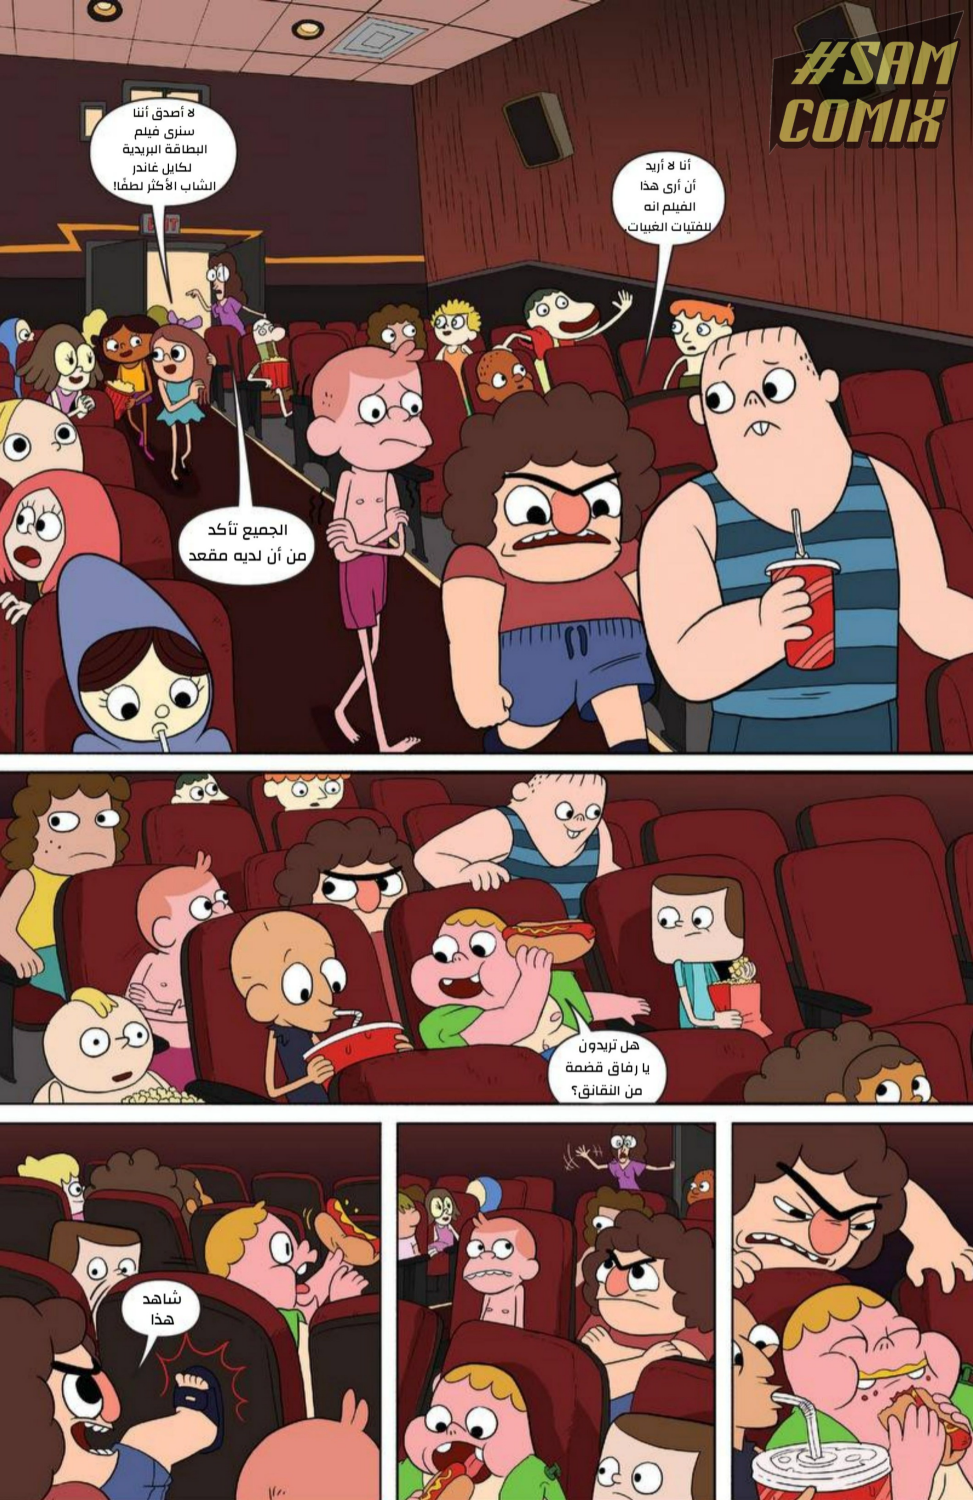 #SAM
COMIX
لا أصدق أننا
سنرى فيلم
البطاقة البريدية
لكايل غاندر
الشاب الأكثر لطفًا!
أنا لا أريد
أن أرى هذا
الفيلم انه
للفتيات الغبيات.
EXIT
الجميع تأكد
من أن لديه مقعد
هل تريدون
يا رفاق قضمة
من النقانق؟
شاهد
هذا